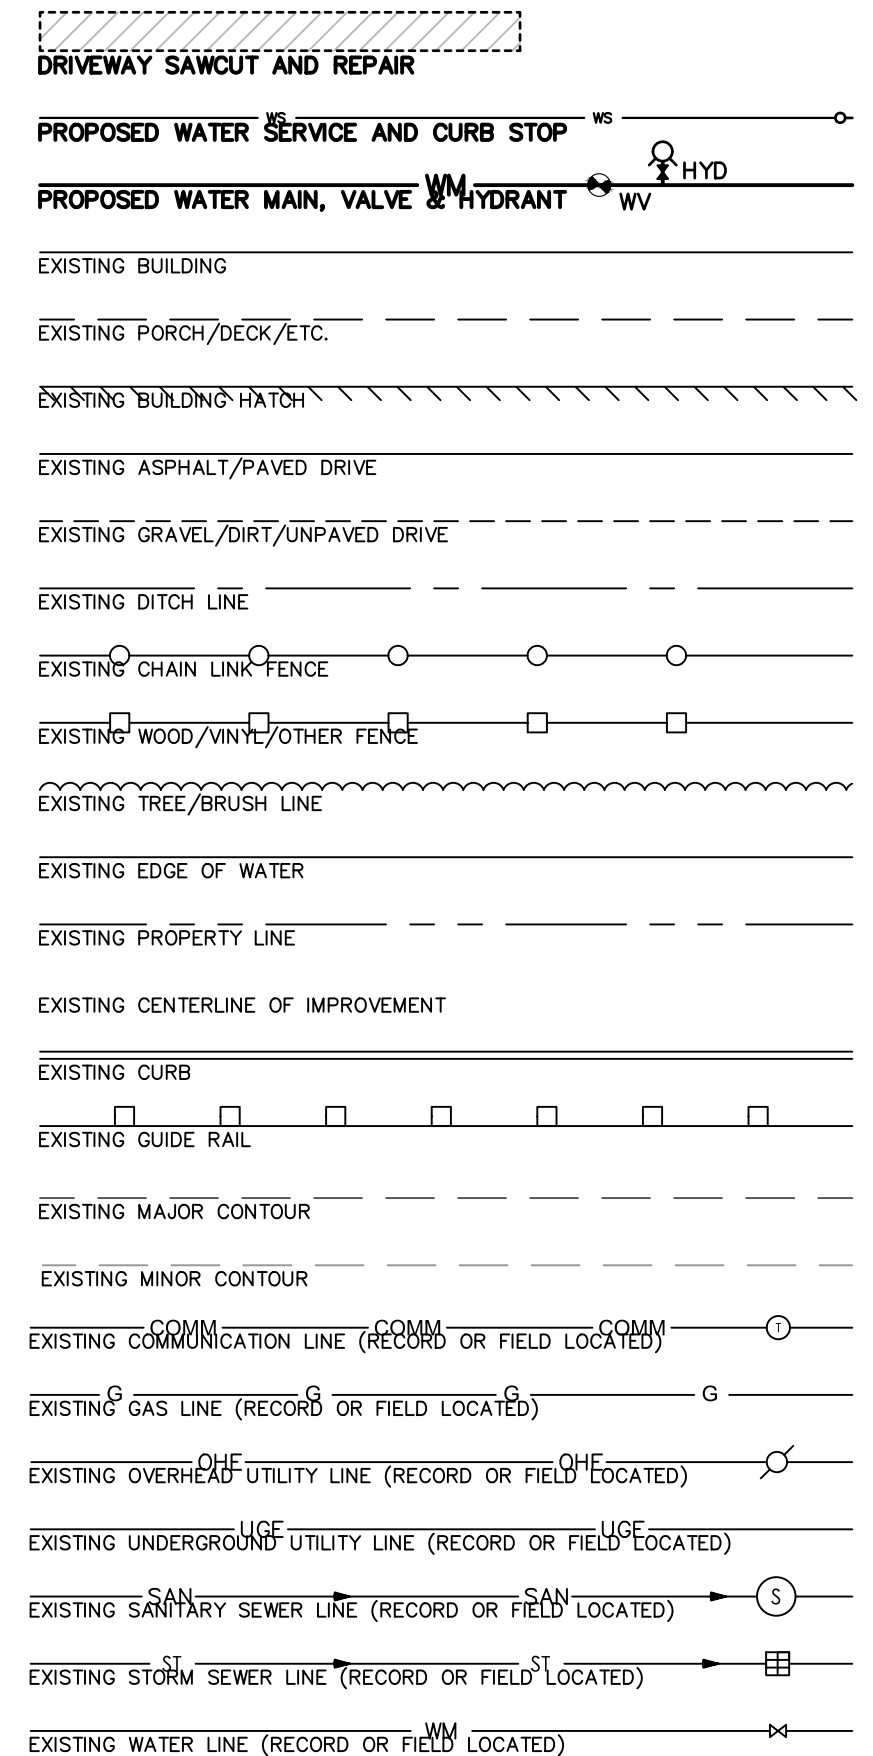 DRIVEWAY SAWCUT AND REPAIR
WS WS
PROPOSED WATER SERVICE AND CURB STOP
HYD
WM
PROPOSED WATER MAIN, VALVE & HYDRANT WV
EXISTING BUILDING
EXISTING PORCH/DECK/ETC.
EXISTING BUILDING HATCH
EXISTING ASPHALT/PAVED DRIVE
EXISTING GRAVEL/DIRT/UNPAVED DRIVE
EXISTING DITCH LINE
EXISTING CHAIN LINK FENCE
EXISTING WOOD/VINYL/OTHER FENCE
EXISTING TREE/BRUSH LINE
EXISTING EDGE OF WATER
EXISTING PROPERTY LINE
EXISTING CENTERLINE OF IMPROVEMENT
EXISTING CURB
EXISTING GUIDE RAIL
EXISTING MAJOR CONTOUR
EXISTING MINOR CONTOUR
COMM COMM COMM T
EXISTING COMMUNICATION LINE (RECORD OR FIELD LOCATED)
G G G G
EXISTING GAS LINE (RECORD OR FIELD LOCATED)
OHE OHE
EXISTING OVERHEAD UTILITY LINE (RECORD OR FIELD LOCATED)
UGE UGE
EXISTING UNDERGROUND UTILITY LINE (RECORD OR FIELD LOCATED)
SAN SAN S
EXISTING SANITARY SEWER LINE (RECORD OR FIELD LOCATED)
ST ST
EXISTING STORM SEWER LINE (RECORD OR FIELD LOCATED)
WM
EXISTING WATER LINE (RECORD OR FIELD LOCATED)